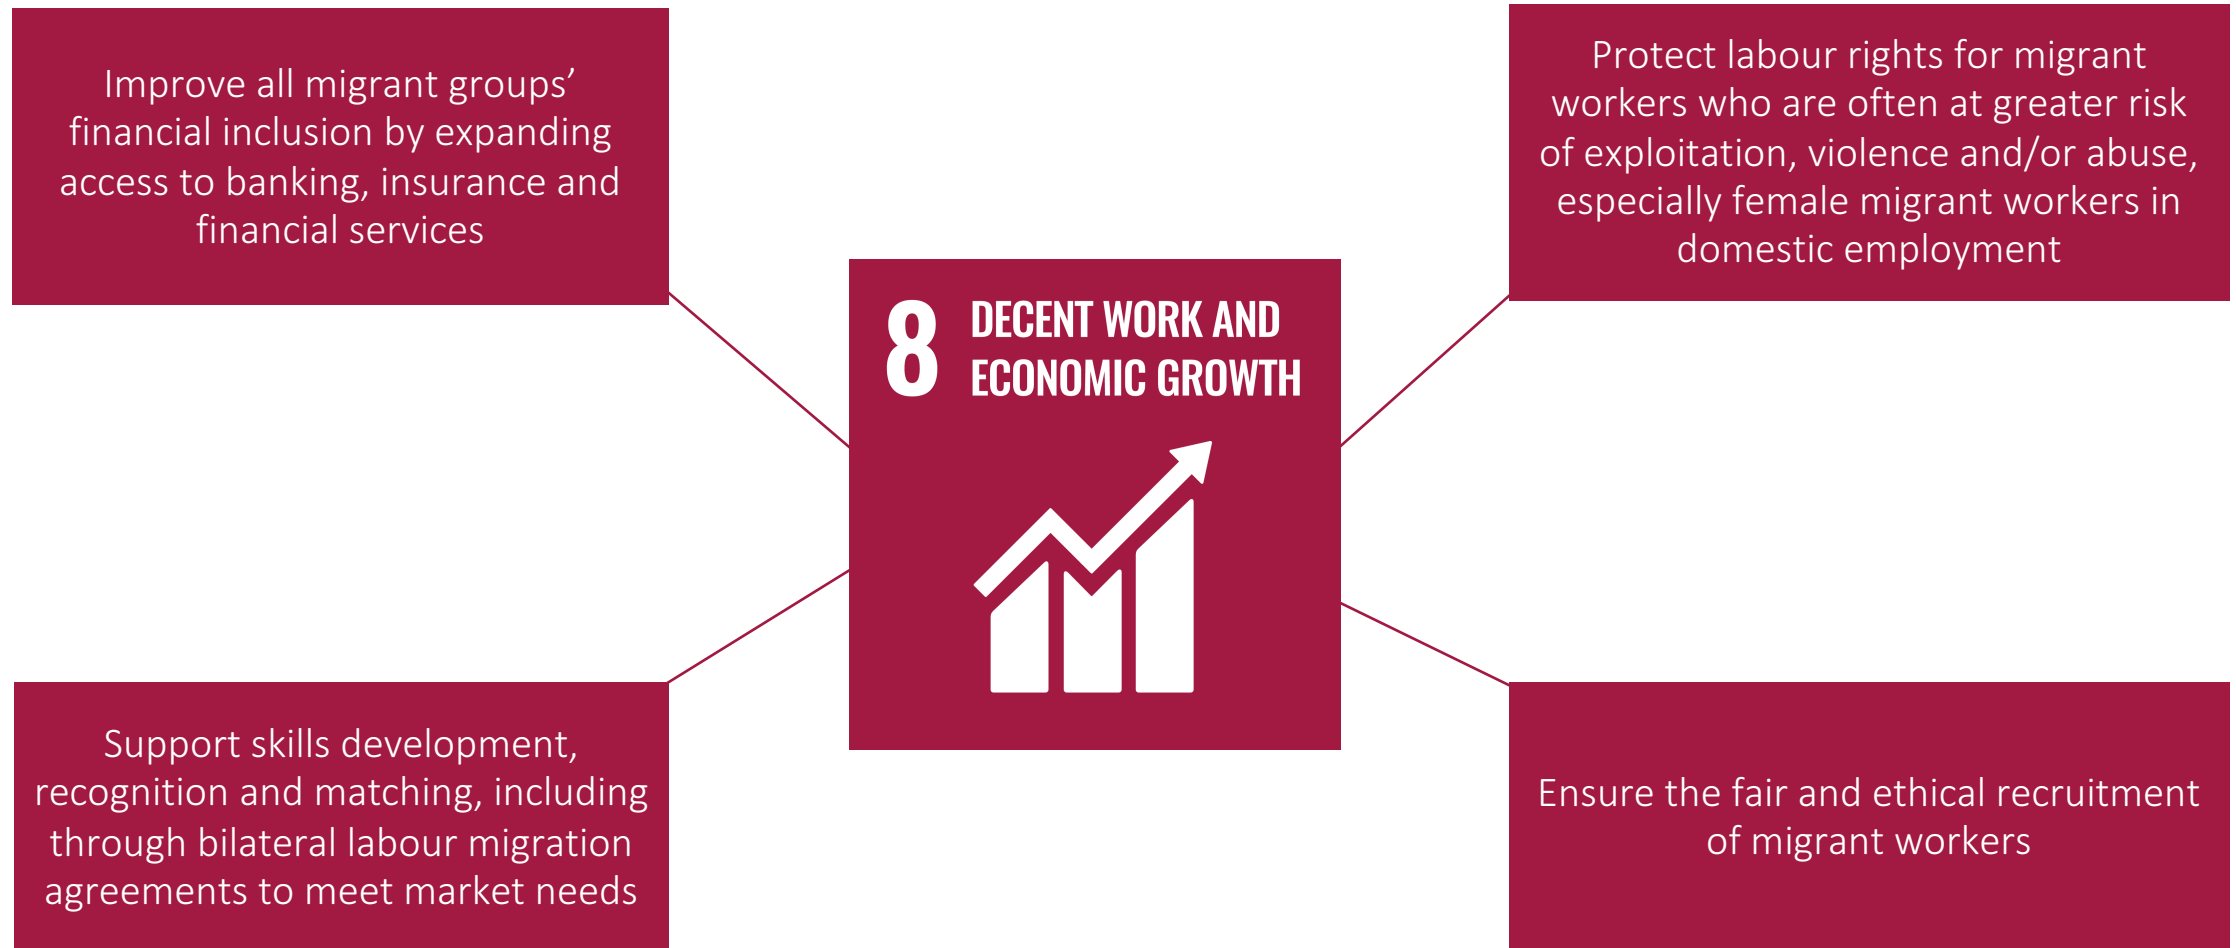 Improve all migrant groups’
financial inclusion by expanding
access to banking, insurance and
financial services
Protect labour rights for migrant
workers who are often at greater risk
of exploitation, violence and/or abuse,
especially female migrant workers in
domestic employment
8
DECENT WORK AND
ECONOMIC GROWTH
Support skills development,
recognition and matching, including
through bilateral labour migration
agreements to meet market needs
Ensure the fair and ethical recruitment
of migrant workers